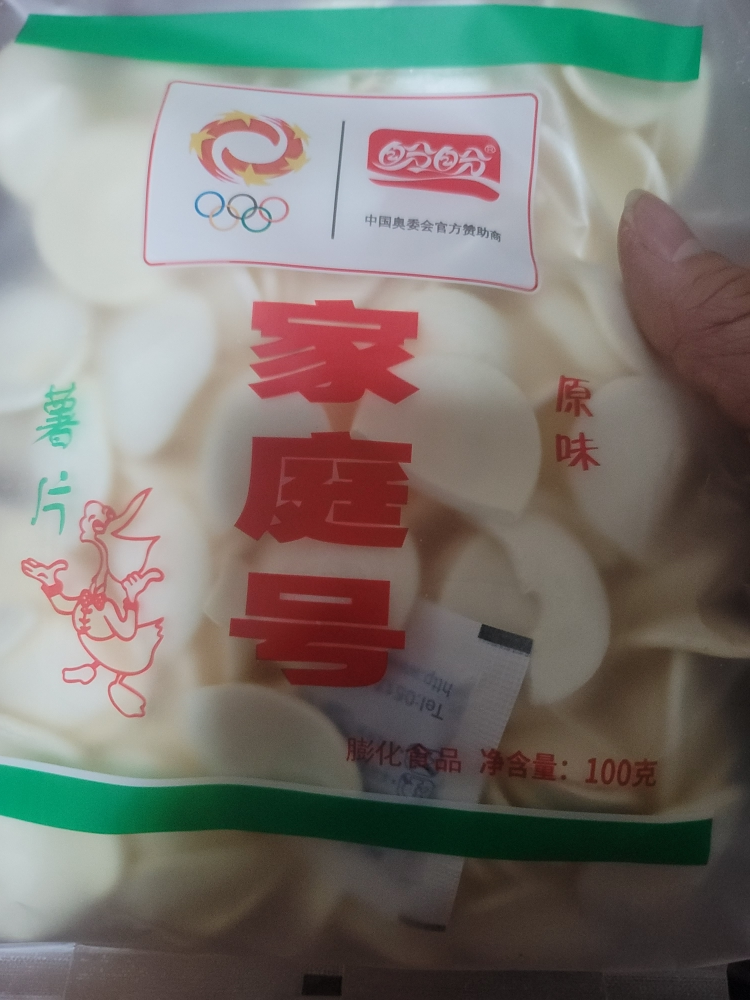 盼盼®
中国奥委会官方赞助商
家庭号
薯片
原味
膨化食品 净含量：100克